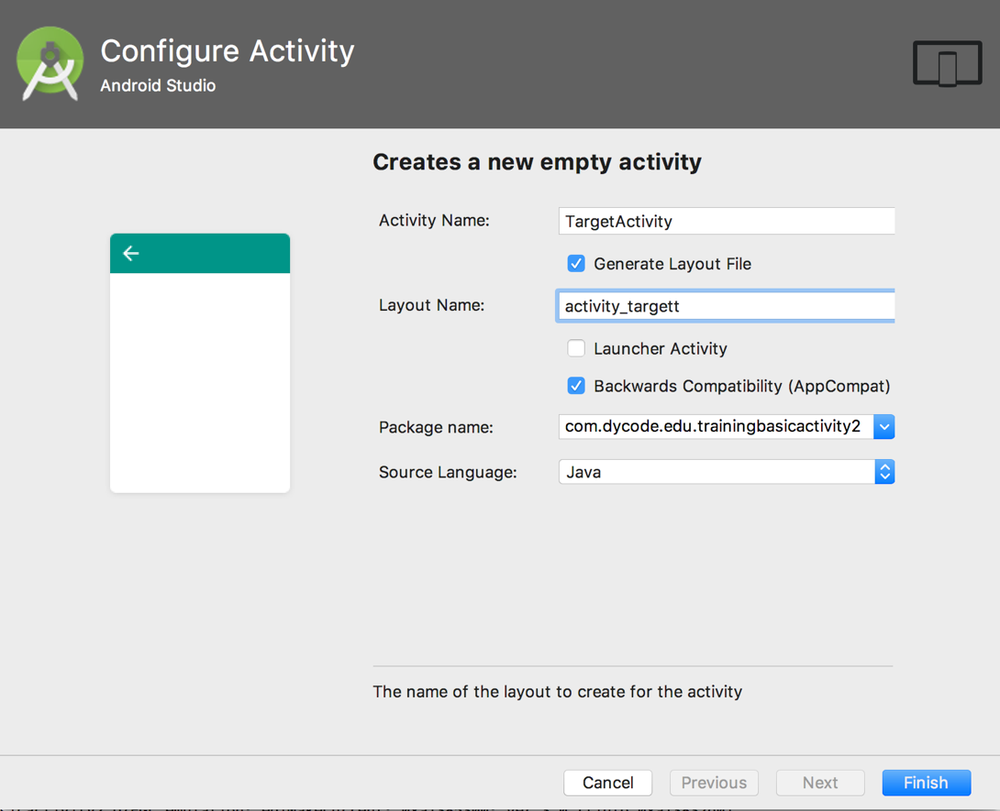 Configure Activity
Android Studio
Creates a new empty activity
Activity Name:
TargetActivity
Generate Layout File
Layout Name:
activity_targett
Launcher Activity
Backwards Compatibility (AppCompat)
Package name:
com.dycode.edu.trainingbasicactivity2
Source Language:
Java
The name of the layout to create for the activity
Cancel
Previous
Next
Finish